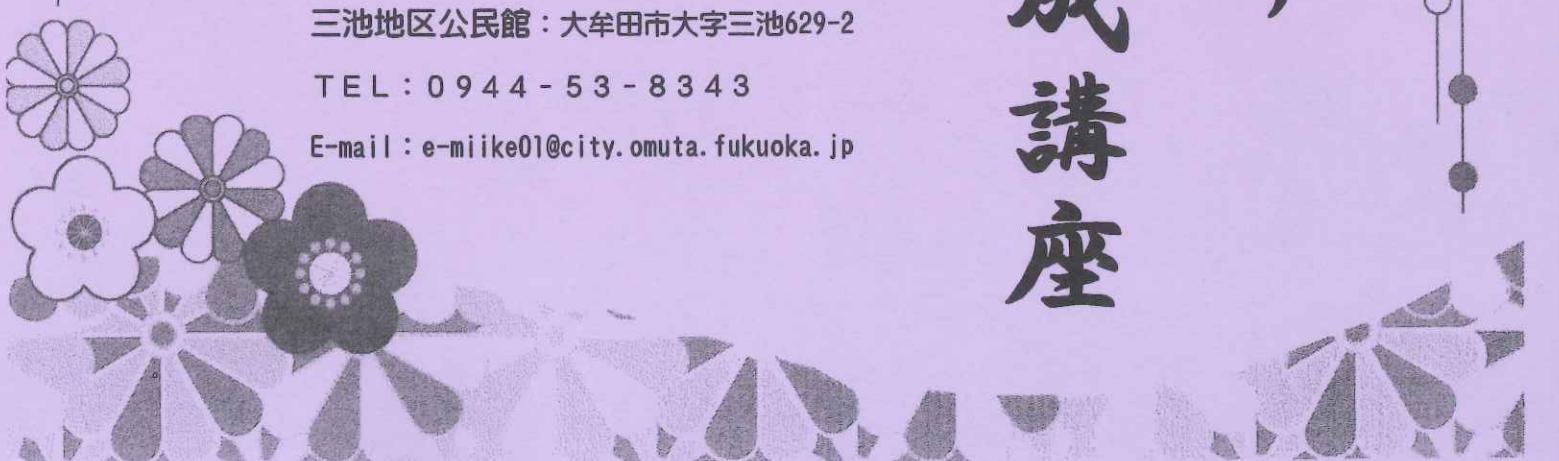 三池地区公民館：大牟田市大字三池629-2
ＴＥＬ：０９４４-５３-８３４３
E-mail：e-miike01@city.omuta.fukuoka.jp
成講座